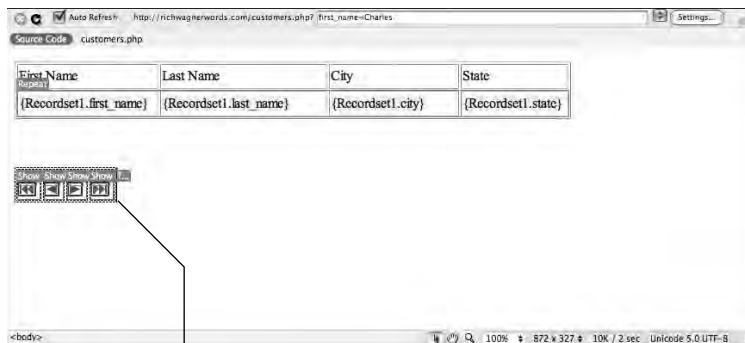 Auto Refresh http://richwagnerwords.com/customers.php? first_name=Charles Settings...
Source Code customers.php
First Name Last Name City State
Repeat
{Recordset1.first_name} {Recordset1.last_name} {Recordset1.city} {Recordset1.state}
Show Show Show Show
<body> 100% 872 x 327 10K / 2 sec Unicode 5.0 UTF-8